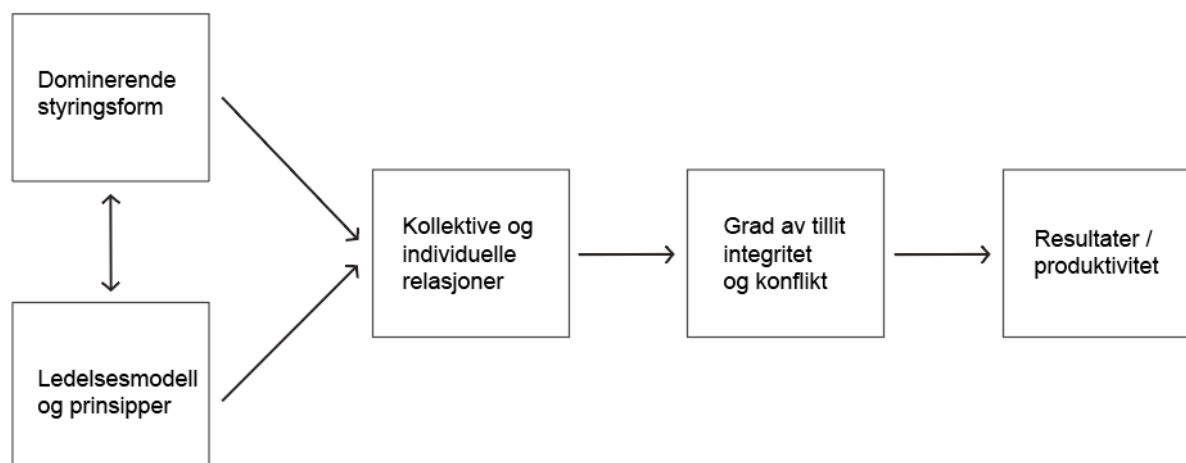 Dominerende
styringsform
Ledelsesmodell
og prinsipper
Kollektive og
individuelle
relasjoner
Grad av tillit
integritet
og konflikt
Resultater /
produktivitet